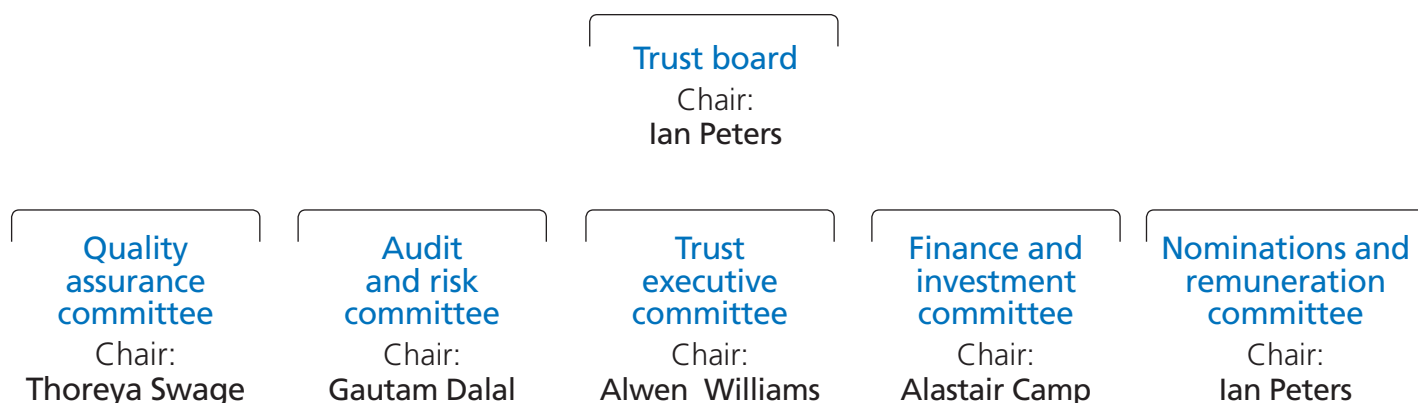 Trust board
Chair:
Ian Peters
Quality
assurance
committee
Chair:
Thoreya Swage
Audit
and risk
committee
Chair:
Gautam Dalal
Trust
executive
committee
Chair:
Alwen Williams
Finance and
investment
committee
Chair:
Alastair Camp
Nominations and
remuneration
committee
Chair:
Ian Peters